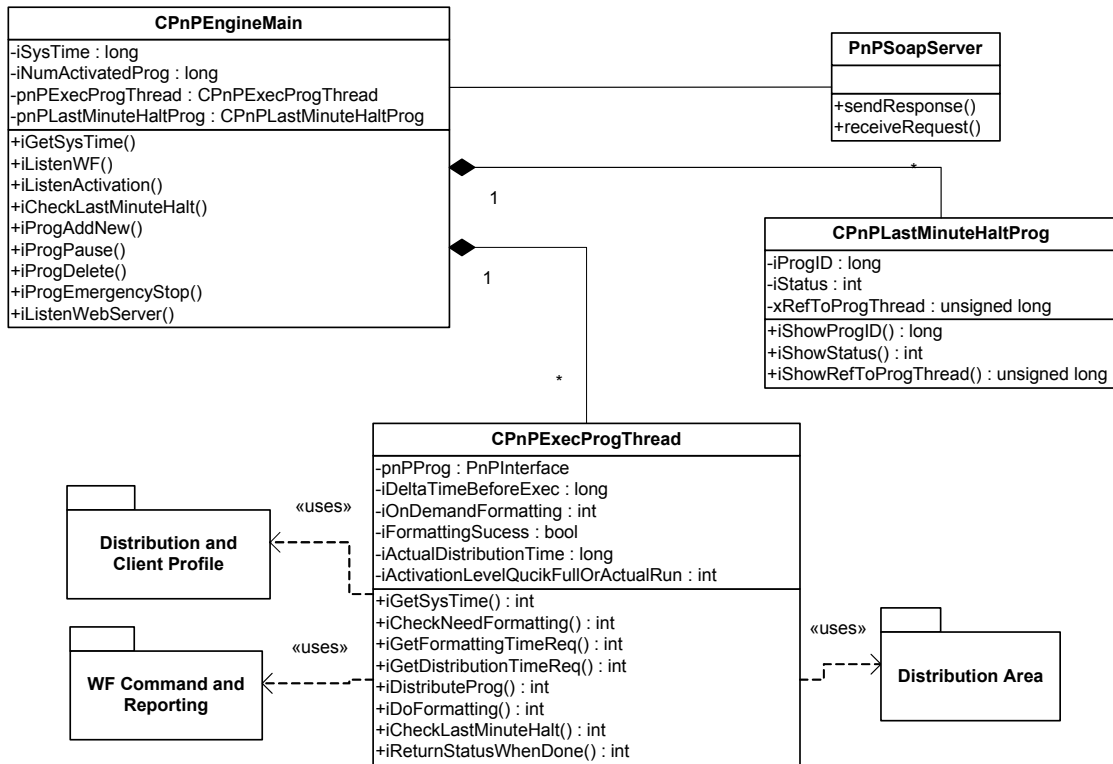 CPnPEngineMain
-iSysTime : long
-iNumActivatedProg : long
-pnPExecProgThread : CPnPExecProgThread
-pnPLastMinuteHaltProg : CPnPLastMinuteHaltProg
+iGetSysTime()
+iListenWF()
+iListenActivation()
+iCheckLastMinuteHalt()
+iProgAddNew()
+iProgPause()
+iProgDelete()
+iProgEmergencyStop()
+iListenWebServer()
PnPSoapServer
+sendResponse()
+receiveRequest()
1
*
1
*
CPnPLastMinuteHaltProg
-iProgID : long
-iStatus : int
-xRefToProgThread : unsigned long
+iShowProgID() : long
+iShowStatus() : int
+iShowRefToProgThread() : unsigned long
CPnPExecProgThread
-pnPProg : PnPInterface
-iDeltaTimeBeforeExec : long
-iOnDemandFormatting : int
-iFormattingSucess : bool
-iActualDistributionTime : long
-iActivationLevelQucikFullOrActualRun : int
+iGetSysTime() : int
+iCheckNeedFormatting() : int
+iGetFormattingTimeReq() : int
+iGetDistributionTimeReq() : int
+iDistributeProg() : int
+iDoFormatting() : int
+iCheckLastMinuteHalt() : int
+iReturnStatusWhenDone() : int
«uses»
Distribution and
Client Profile
«uses»
WF Command and
Reporting
«uses»
Distribution Area